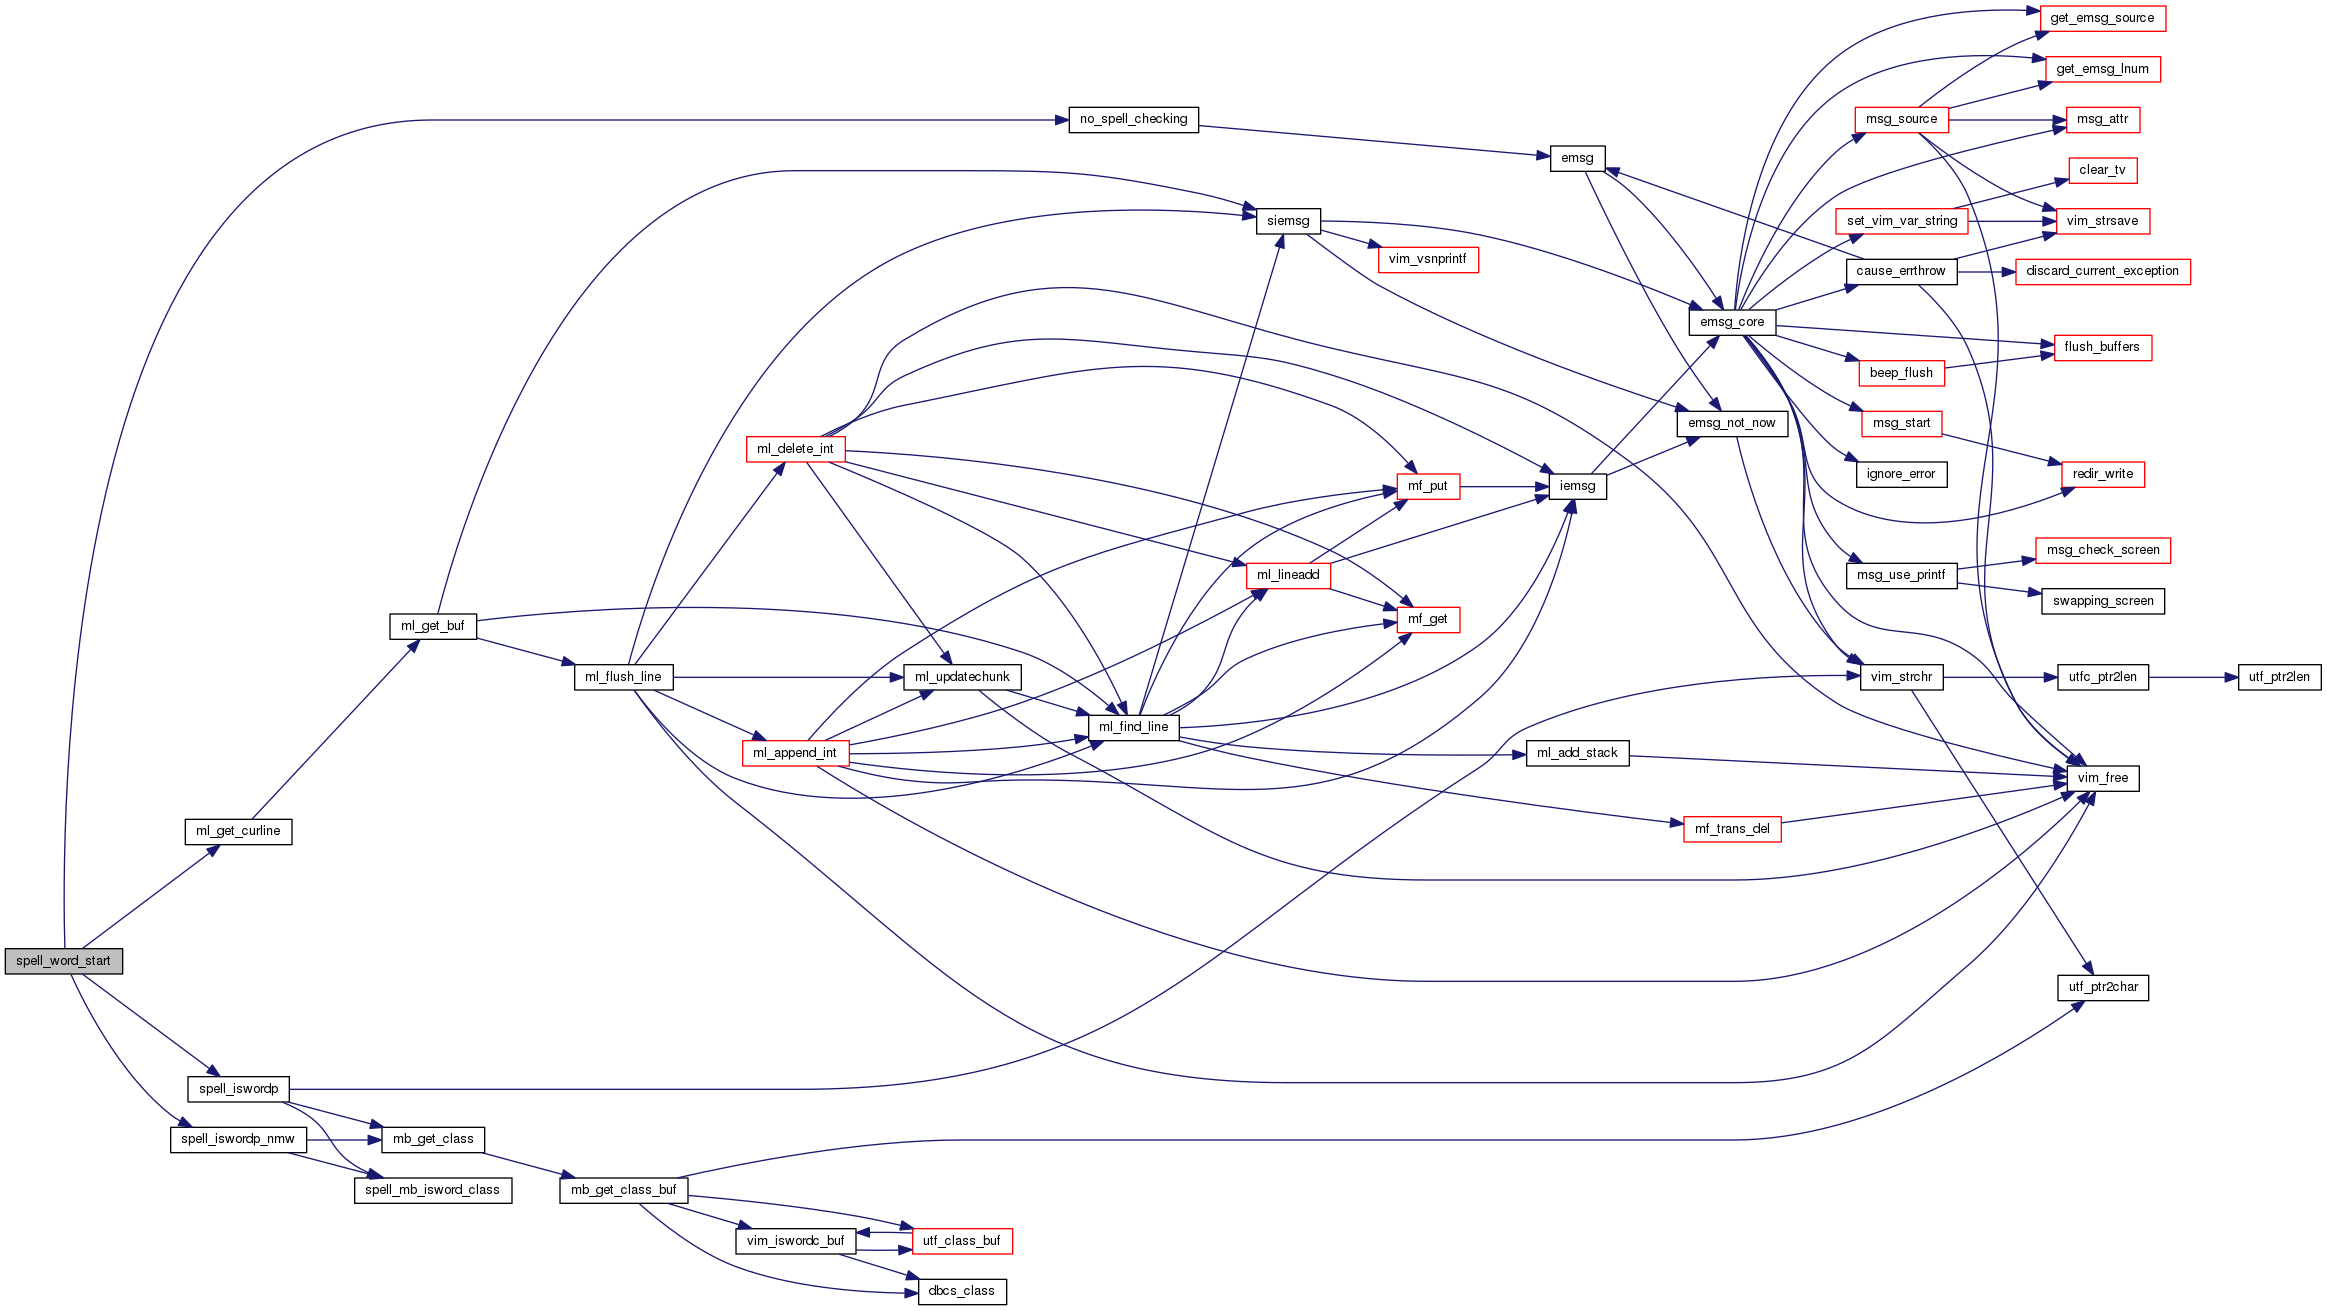 get_emsg_source
get_emsg_lnum
no_spell_checking
msg_source
msg_attr
emsg
clear_tv
siemsg
set_vim_var_string
vim_strsave
vim_vsnprintf
cause_errthrow
discard_current_exception
emsg_core
flush_buffers
beep_flush
emsg_not_now
msg_start
ml_delete_int
ignore_error
redir_write
mf_put
iemsg
msg_check_screen
ml_lineadd
msg_use_printf
swapping_screen
mf_get
ml_get_buf
ml_flush_line
ml_updatechunk
vim_strchr
utfc_ptr2len
utf_ptr2len
ml_find_line
ml_append_int
ml_add_stack
vim_free
ml_get_curline
mf_trans_del
spell_word_start
utf_ptr2char
spell_iswordp
spell_iswordp_nmw
mb_get_class
spell_mb_isword_class
mb_get_class_buf
vim_iswordc_buf
utf_class_buf
dbcs_class